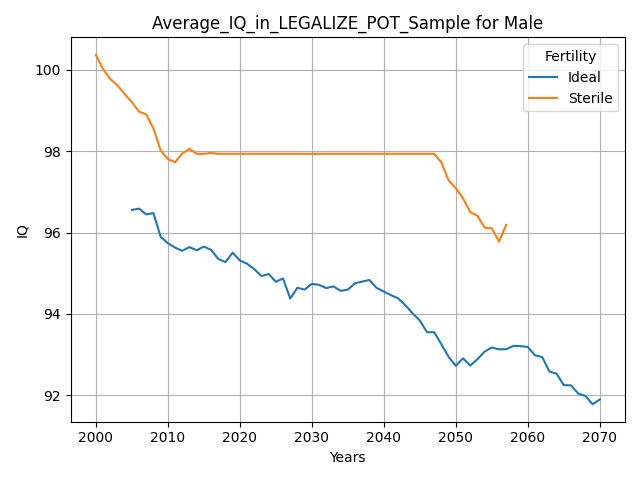 Average_IQ_in_LEGALIZE_POT_Sample for Male
Fertility
Ideal
Sterile
100
98
96
94
92
IQ
2000 2010 2020 2030 2040 2050 2060 2070
Years